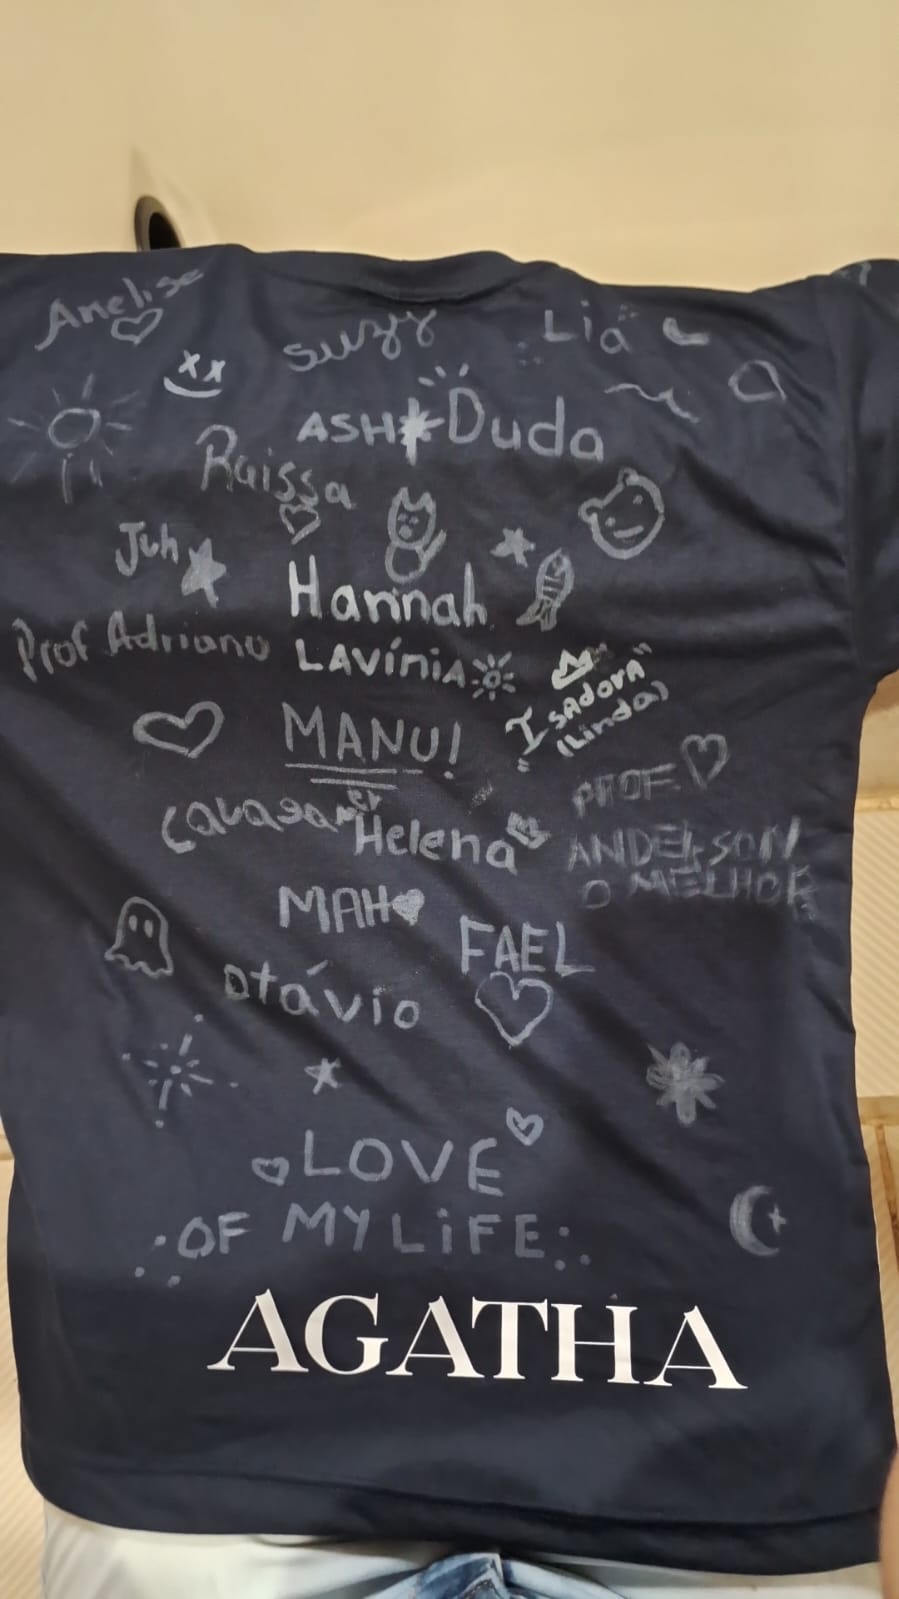 Anelise
suzy
Lia
ASH
Duda
Raissa
Juh
Hannah
Prof Adriano
LAVíNiA
"IsADORA"
(Linda)
MANU!
PROF.
Helena
ANDERSON
O MELHOR
MAH
FAEL
otávio
LOVE
OF MY LiFE
AGATHA